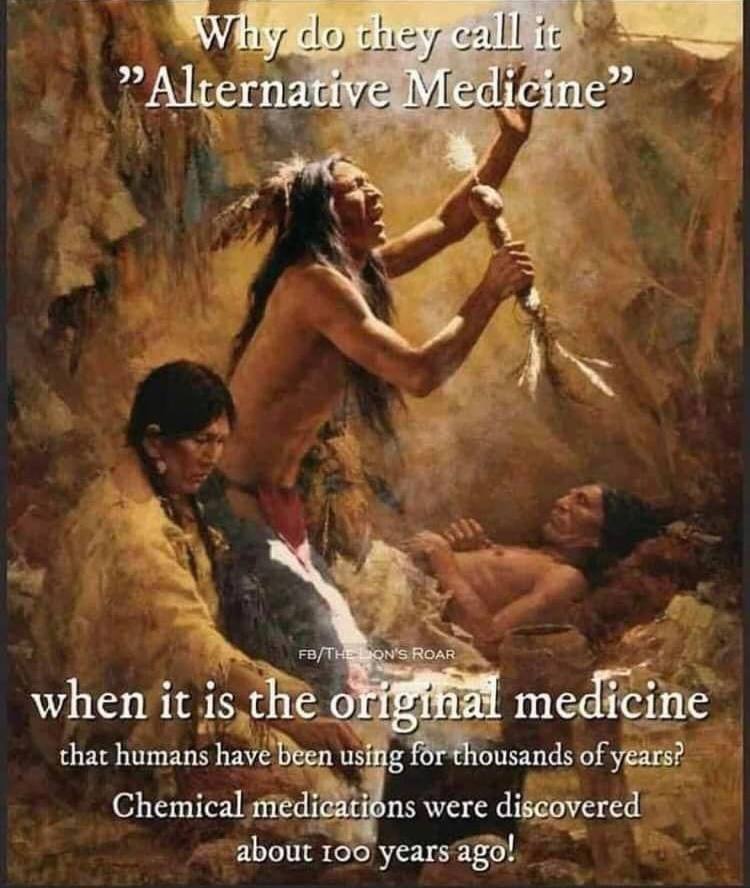 Why do they call it
”Alternative Medicine”
FB/The Lion's Roar
when it is the original medicine
that humans have been using for thousands of years?
Chemical medications were discovered
about 100 years ago!